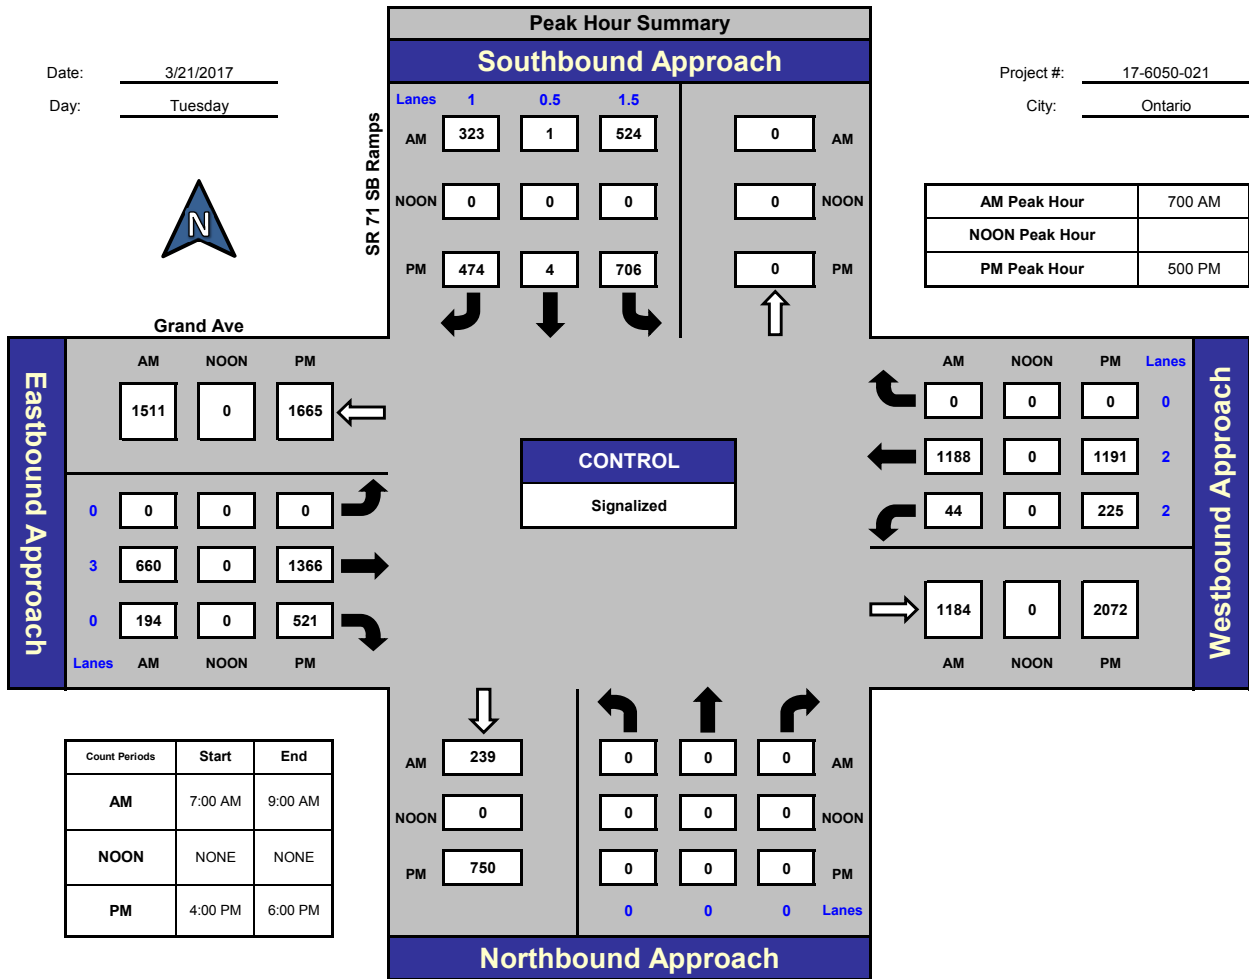 Peak Hour Summary
Southbound Approach
Date: 3/21/2017
Day: Tuesday
Project #: 17-6050-021
City: Ontario
SR 71 SB Ramps
Lanes 1 0.5 1.5
AM 323 1 524 0 AM
NOON 0 0 0 0 NOON
PM 474 4 706 0 PM
N
AM Peak Hour 700 AM
NOON Peak Hour
PM Peak Hour 500 PM
Grand Ave
Eastbound Approach
AM NOON PM
1511 0 1665
0 0 0 0
3 660 0 1366
0 194 0 521
Lanes AM NOON PM
CONTROL
Signalized
AM NOON PM Lanes
0 0 0 0
1188 0 1191 2
44 0 225 2
1184 0 2072
AM NOON PM
Westbound Approach
Count Periods Start End
AM 7:00 AM 9:00 AM
NOON NONE NONE
PM 4:00 PM 6:00 PM
AM 239 0 0 0 AM
NOON 0 0 0 0 NOON
PM 750 0 0 0 PM
0 0 0 Lanes
Northbound Approach